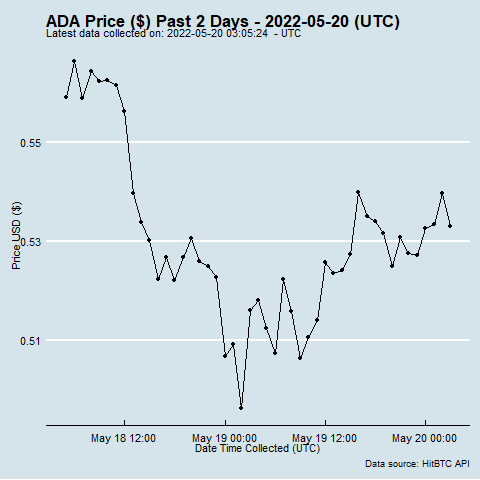 ADA Price ($) Past 2 Days - 2022-05-20 (UTC)
Latest data collected on: 2022-05-20 03:05:24 - UTC
0.55
0.53
0.51
Price USD ($)
May 18 12:00
May 19 00:00
May 19 12:00
May 20 00:00
Date Time Collected (UTC)
Data source: HitBTC API